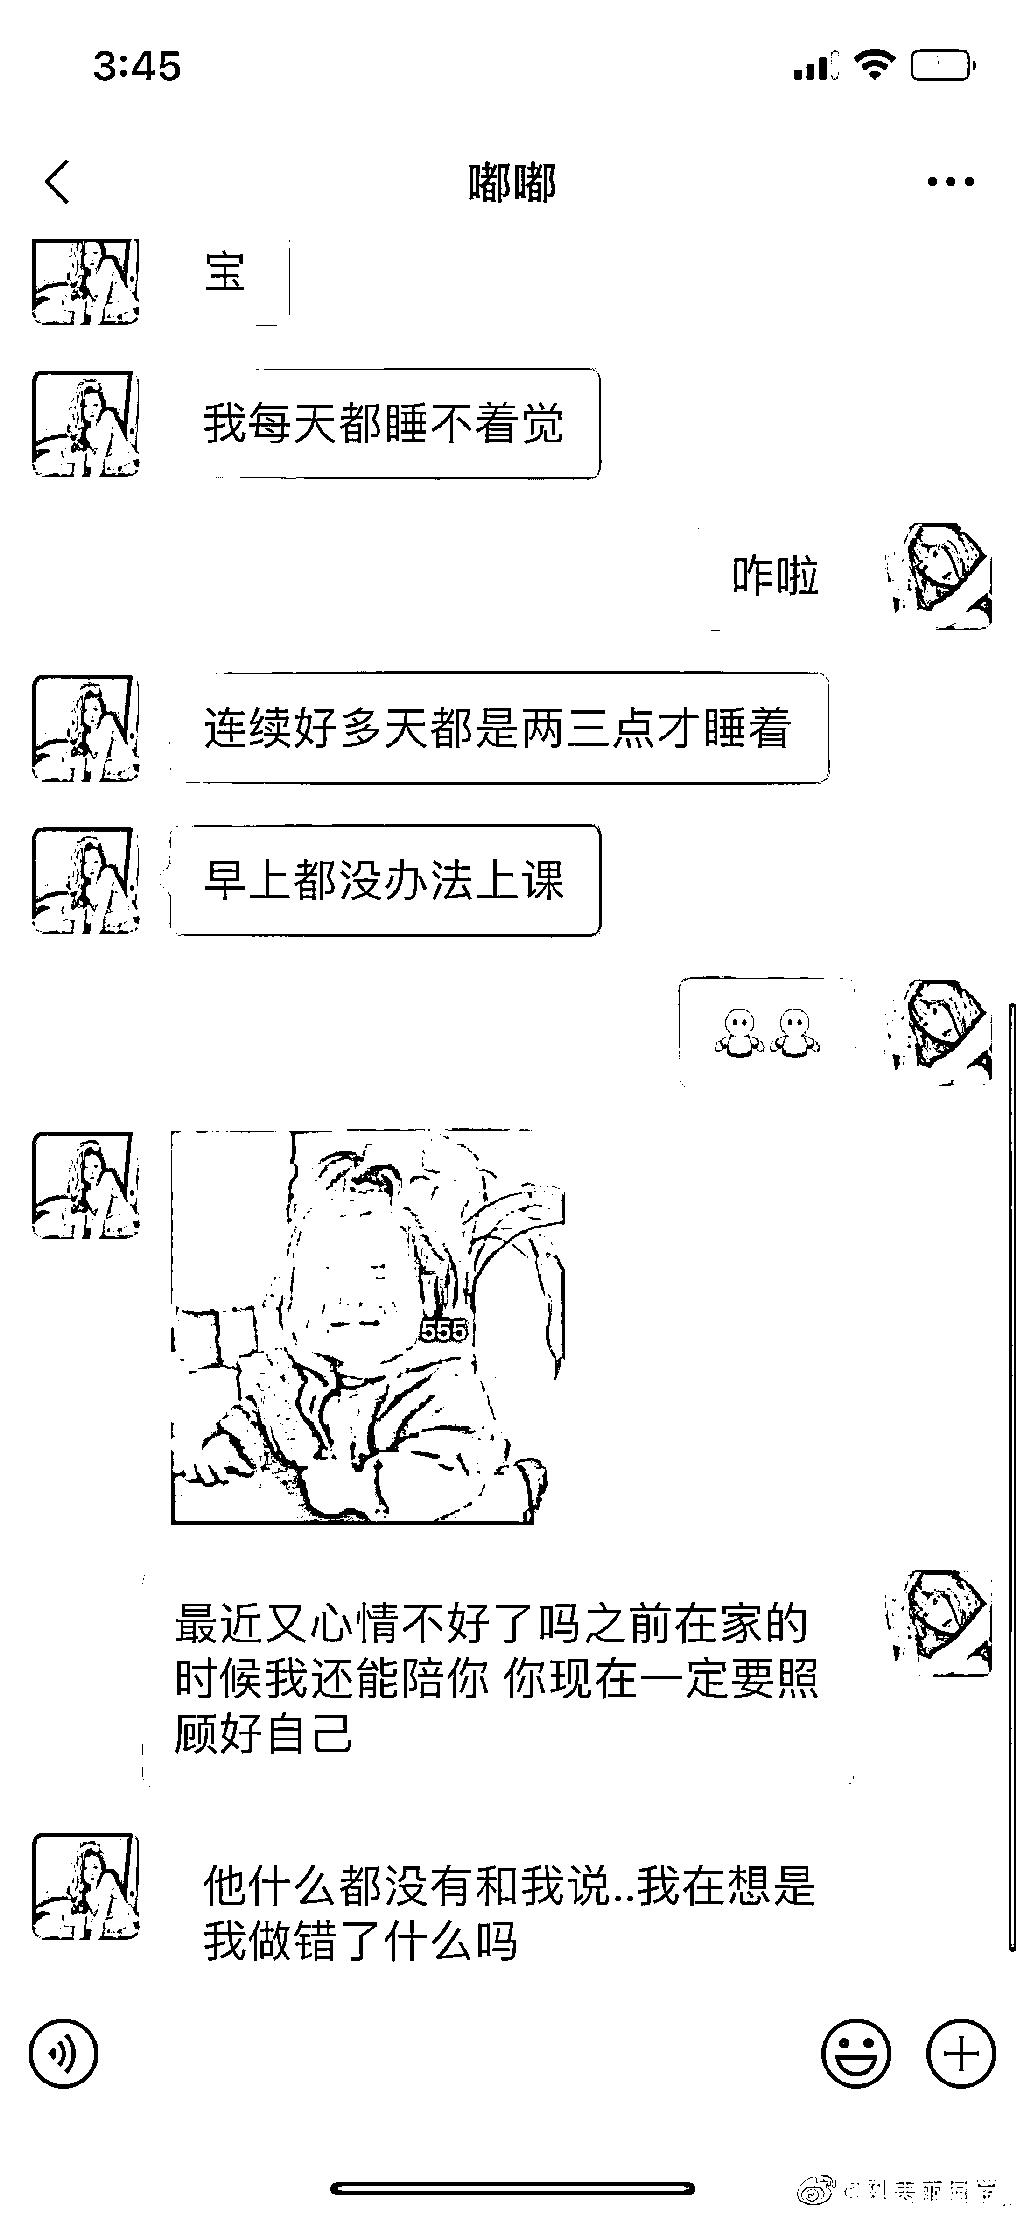 3:45
嘟嘟
宝
我每天都睡不着觉
咋啦
连续好多天都是两三点才睡着
早上都没办法上课
555
最近又心情不好了吗之前在家的
时候我还能陪你 你现在一定要照
顾好自己
他什么都没有和我说..我在想是
我做错了什么吗